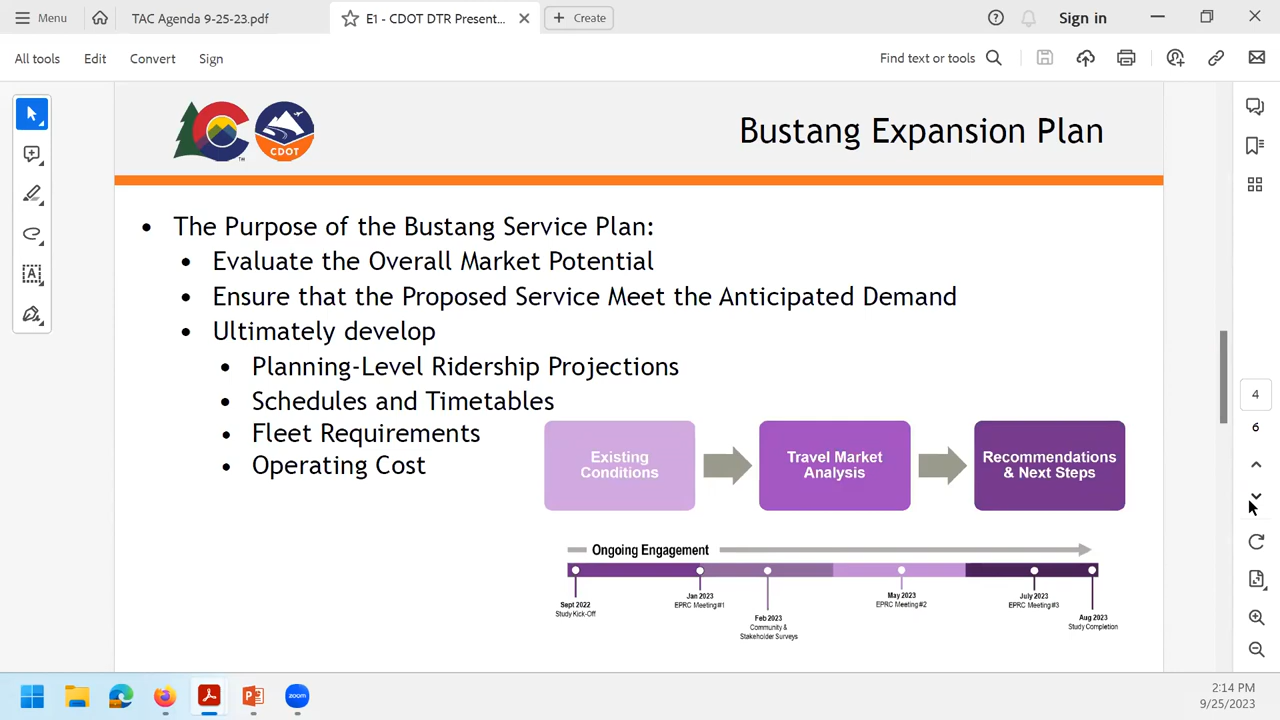 Menu
TAC Agenda 9-25-23.pdf
E1 - CDOT DTR Present...
Create
Sign in
All tools
Edit
Convert
Sign
Find text or tools
CDOT
TM
Bustang Expansion Plan
• The Purpose of the Bustang Service Plan:
• Evaluate the Overall Market Potential
• Ensure that the Proposed Service Meet the Anticipated Demand
• Ultimately develop
• Planning-Level Ridership Projections
• Schedules and Timetables
• Fleet Requirements
• Operating Cost
Existing
Conditions
Travel Market
Analysis
Recommendations
& Next Steps
Ongoing Engagement
Sept 2022
Study Kick-Off
Jan 2023
EPRC Meeting #1
Feb 2023
Community &
Stakeholder Surveys
May 2023
EPRC Meeting #2
July 2023
EPRC Meeting #3
Aug 2023
Study Completion
4
6
zoom
2:14 PM
9/25/2023